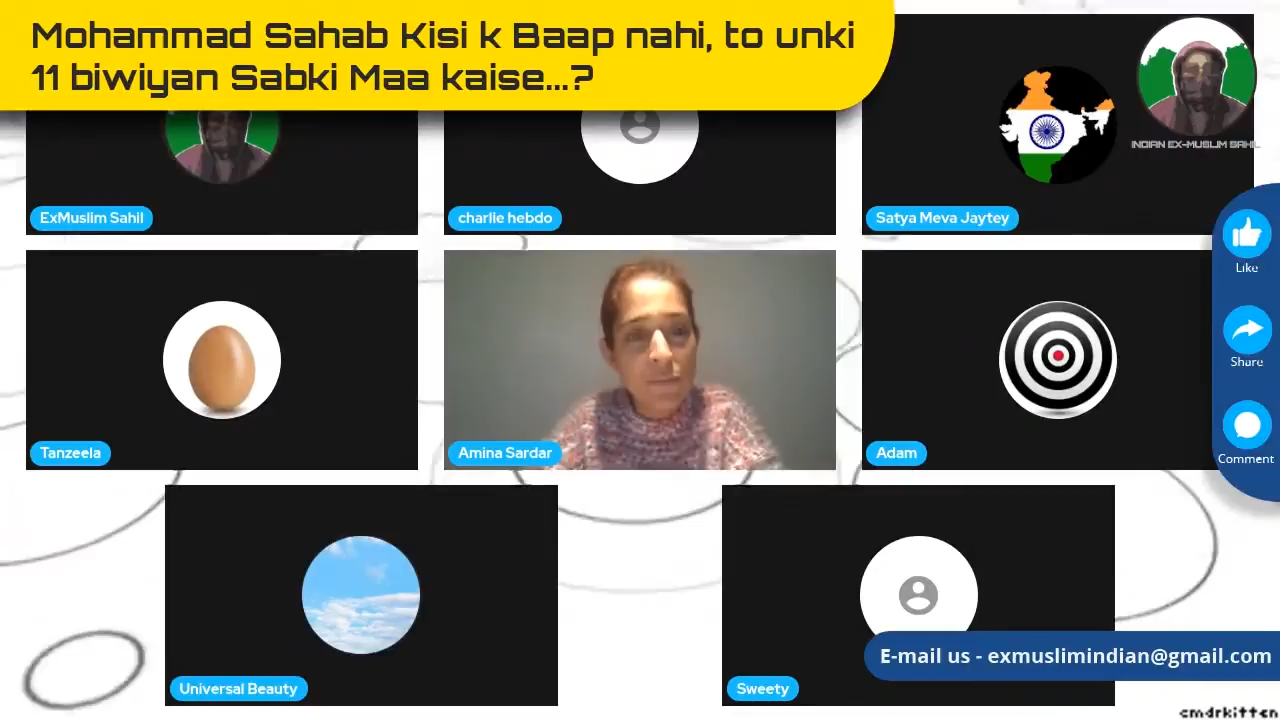 Mohammad Sahab Kisi k Baap nahi, to unki
11 biwiyan Sabki Maa kaise...?
INDIAN EX-MUSLIM SAHIL
ExMuslim Sahil
charlie hebdo
Satya Meva Jaytey
Like
Share
Comment
Tanzeela
Amina Sardar
Adam
Universal Beauty
Sweety
E-mail us - exmuslimindian@gmail.com
cmdrkitten